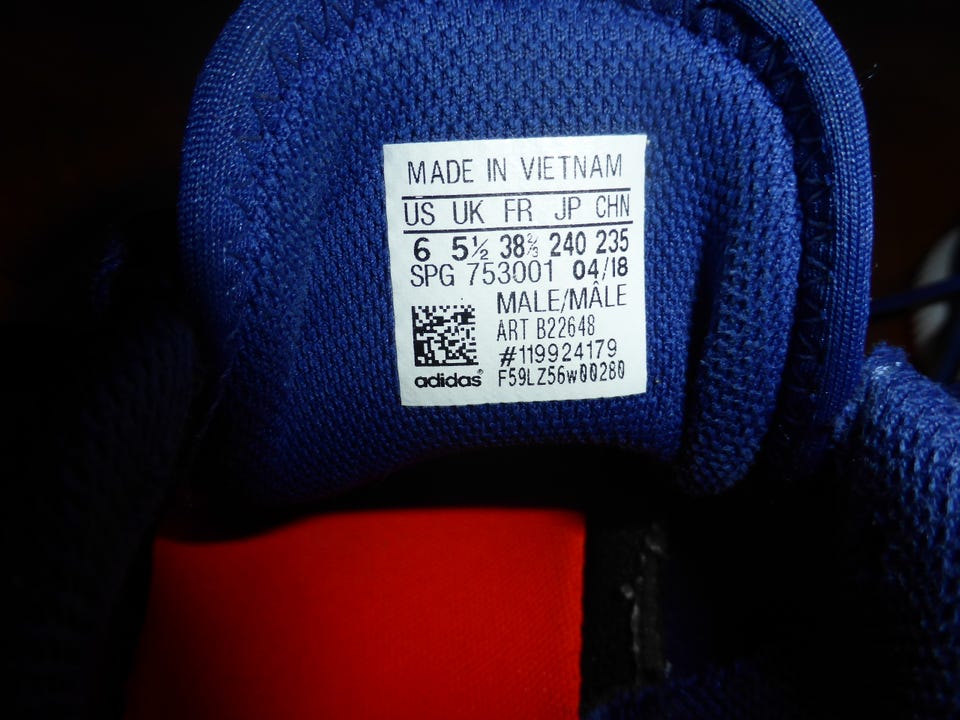 MADE IN VIETNAM
US UK FR JP CHN
6 5½ 38⅔ 240 235
SPG 753001 04/18
MALE/MÂLE
ART B22648
#119924179
adidas® F59LZ56w00280